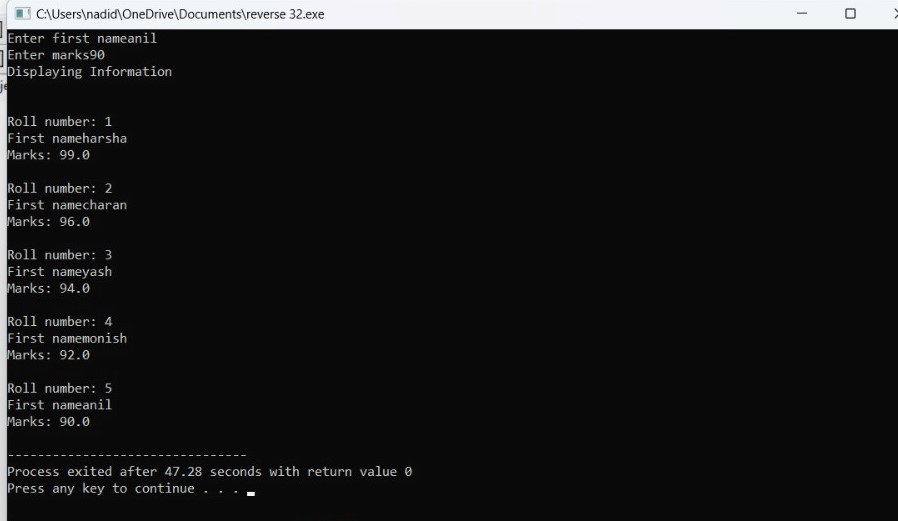 C:\Users\nadid\OneDrive\Documents\reverse 32.exe
Enter first nameanil
Enter marks90
Displaying Information
Roll number: 1
First nameharsha
Marks: 99.0
Roll number: 2
First namecharan
Marks: 96.0
Roll number: 3
First nameyash
Marks: 94.0
Roll number: 4
First namemonish
Marks: 92.0
Roll number: 5
First nameanil
Marks: 90.0
--------------------------------
Process exited after 47.28 seconds with return value 0
Press any key to continue . . .